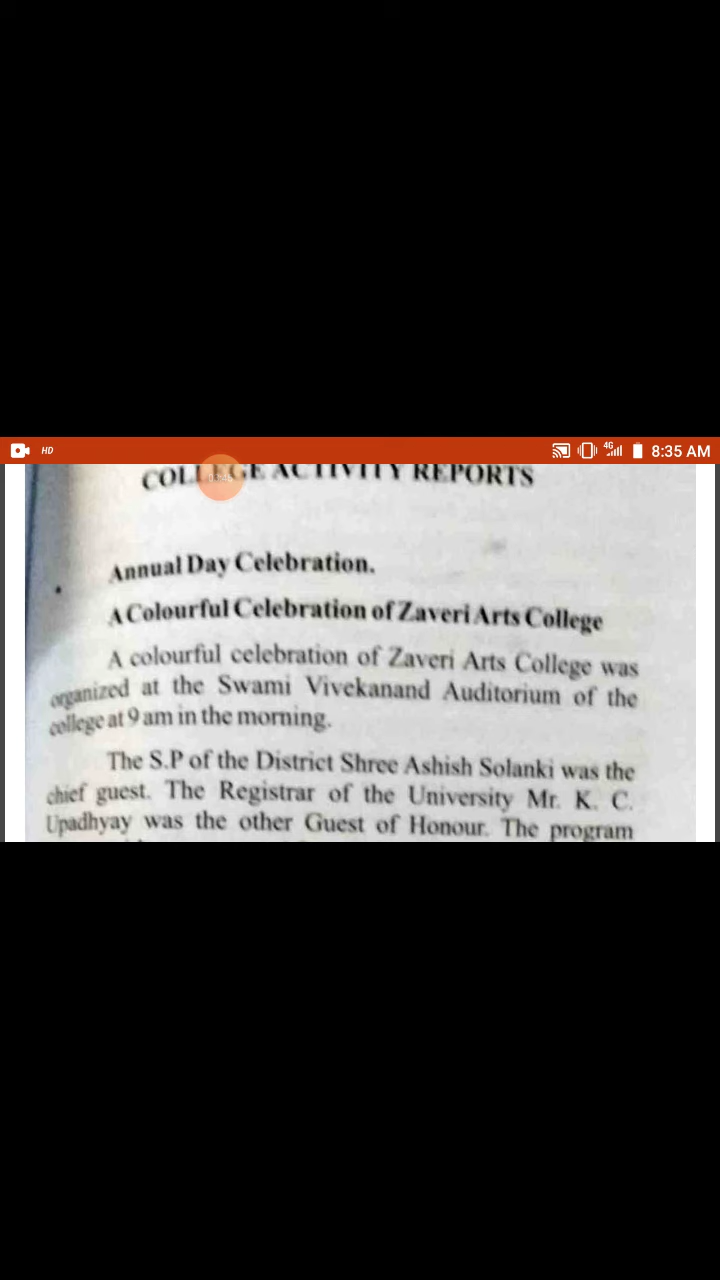 HD 4G 8:35 AM
COLLEGE ACTIVITY REPORTS
Annual Day Celebration.
A Colourful Celebration of Zaveri Arts College
A colourful celebration of Zaveri Arts College was
organized at the Swami Vivekanand Auditorium of the
college at 9 am in the morning.
The S.P of the District Shree Ashish Solanki was the
chief guest. The Registrar of the University Mr. K. C.
Upadhyay was the other Guest of Honour. The program